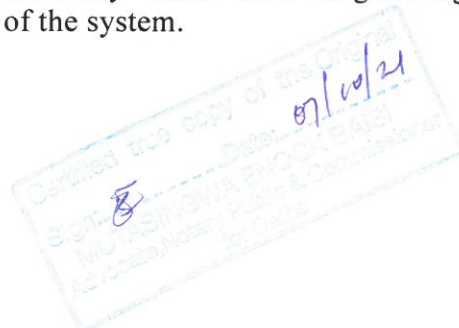 of the system.
Certified true copy of the Original
Sign: Date: 07/10/21
MUTASINGWA ENOCK BAISI
Advocate, Notary Public & Commissioner
for Oaths